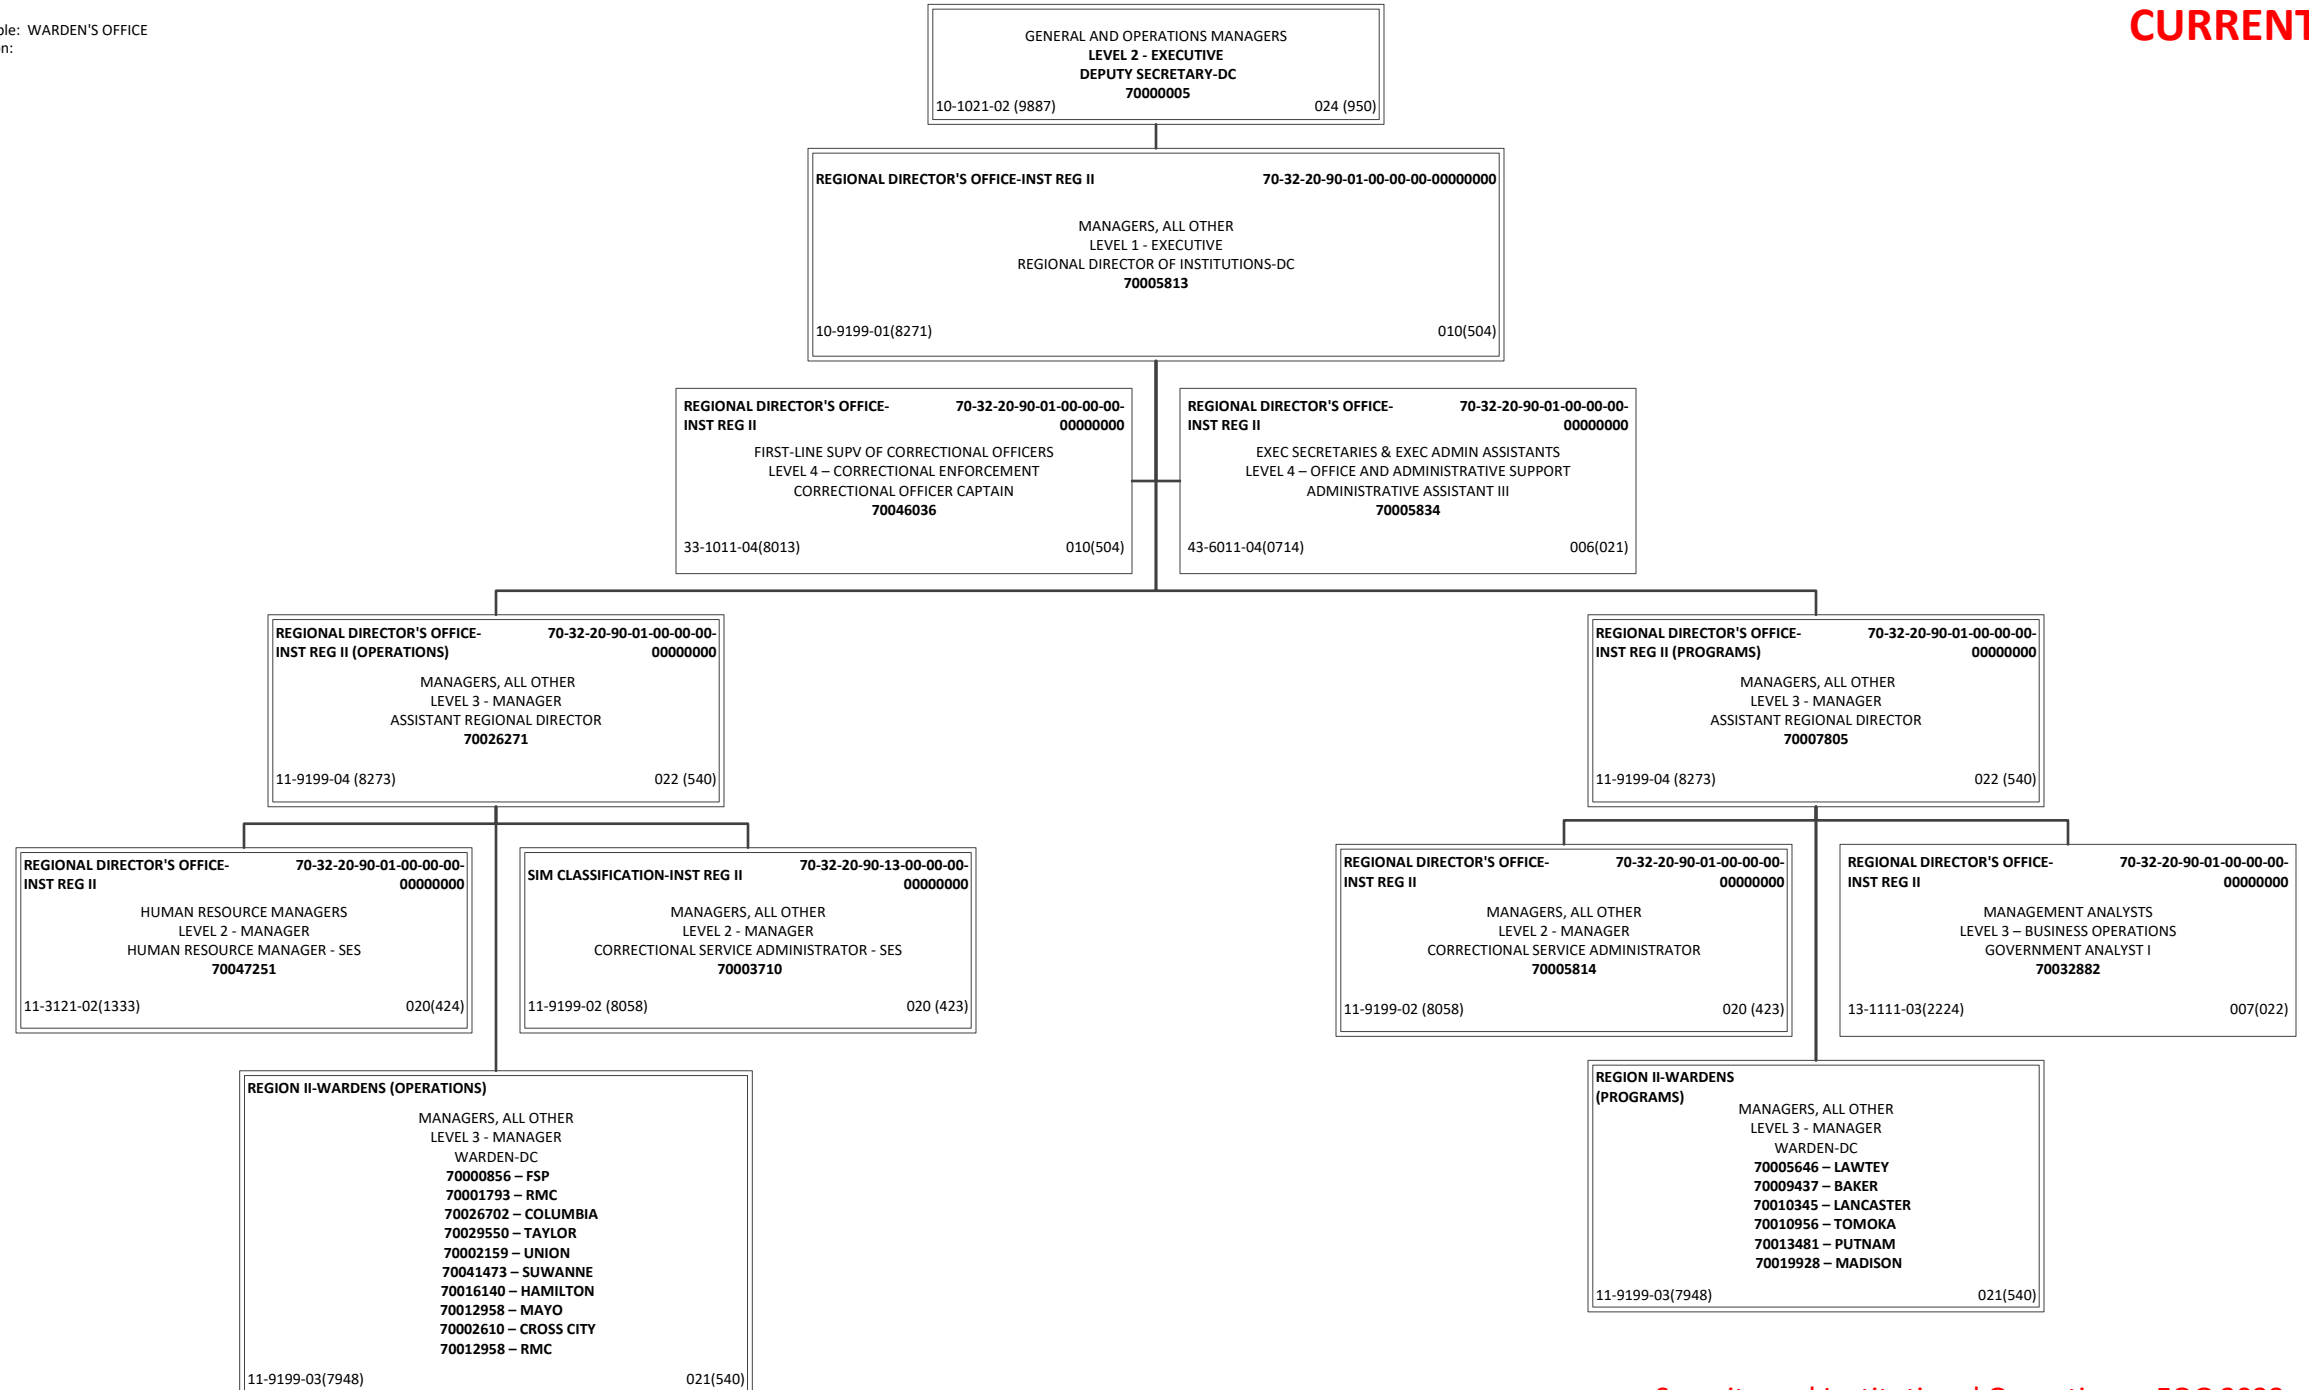 WARDEN'S OFFICE
CURRENT
GENERAL AND OPERATIONS MANAGERS
LEVEL 2 - EXECUTIVE
DEPUTY SECRETARY-DC
70000005
10-1021-02 (9887) 024 (950)
REGIONAL DIRECTOR'S OFFICE-INST REG II 70-32-20-90-01-00-00-00-00000000
MANAGERS, ALL OTHER
LEVEL 1 - EXECUTIVE
REGIONAL DIRECTOR OF INSTITUTIONS-DC
70005813
10-9199-01(8271) 010(504)
REGIONAL DIRECTOR'S OFFICE- 70-32-20-90-01-00-00-00-
INST REG II 00000000
FIRST-LINE SUPV OF CORRECTIONAL OFFICERS
LEVEL 4 – CORRECTIONAL ENFORCEMENT
CORRECTIONAL OFFICER CAPTAIN
70046036
33-1011-04(8013) 010(504)
REGIONAL DIRECTOR'S OFFICE- 70-32-20-90-01-00-00-00-
INST REG II 00000000
EXEC SECRETARIES & EXEC ADMIN ASSISTANTS
LEVEL 4 – OFFICE AND ADMINISTRATIVE SUPPORT
ADMINISTRATIVE ASSISTANT III
70005834
43-6011-04(0714) 006(021)
REGIONAL DIRECTOR'S OFFICE- 70-32-20-90-01-00-00-00-
INST REG II (OPERATIONS) 00000000
MANAGERS, ALL OTHER
LEVEL 3 - MANAGER
ASSISTANT REGIONAL DIRECTOR
70026271
11-9199-04 (8273) 022 (540)
REGIONAL DIRECTOR'S OFFICE- 70-32-20-90-01-00-00-00-
INST REG II (PROGRAMS) 00000000
MANAGERS, ALL OTHER
LEVEL 3 - MANAGER
ASSISTANT REGIONAL DIRECTOR
70007805
11-9199-04 (8273) 022 (540)
REGIONAL DIRECTOR'S OFFICE- 70-32-20-90-01-00-00-00-
INST REG II 00000000
HUMAN RESOURCE MANAGERS
LEVEL 2 - MANAGER
HUMAN RESOURCE MANAGER - SES
70047251
11-3121-02(1333) 020(424)
SIM CLASSIFICATION-INST REG II 70-32-20-90-13-00-00-00-
00000000
MANAGERS, ALL OTHER
LEVEL 2 - MANAGER
CORRECTIONAL SERVICE ADMINISTRATOR - SES
70003710
11-9199-02 (8058) 020 (423)
REGIONAL DIRECTOR'S OFFICE- 70-32-20-90-01-00-00-00-
INST REG II 00000000
MANAGERS, ALL OTHER
LEVEL 2 - MANAGER
CORRECTIONAL SERVICE ADMINISTRATOR
70005814
11-9199-02 (8058) 020 (423)
REGIONAL DIRECTOR'S OFFICE- 70-32-20-90-01-00-00-00-
INST REG II 00000000
MANAGEMENT ANALYSTS
LEVEL 3 – BUSINESS OPERATIONS
GOVERNMENT ANALYST I
70032882
13-1111-03(2224) 007(022)
REGION II-WARDENS (OPERATIONS)
MANAGERS, ALL OTHER
LEVEL 3 - MANAGER
WARDEN-DC
70000856 – FSP
70001793 – RMC
70026702 – COLUMBIA
70029550 – TAYLOR
70002159 – UNION
70041473 – SUWANNE
70016140 – HAMILTON
70012958 – MAYO
70002610 – CROSS CITY
70012958 – RMC
11-9199-03(7948) 021(540)
REGION II-WARDENS
(PROGRAMS)
MANAGERS, ALL OTHER
LEVEL 3 - MANAGER
WARDEN-DC
70005646 – LAWTEY
70009437 – BAKER
70010345 – LANCASTER
70010956 – TOMOKA
70013481 – PUTNAM
70019928 – MADISON
11-9199-03(7948) 021(540)